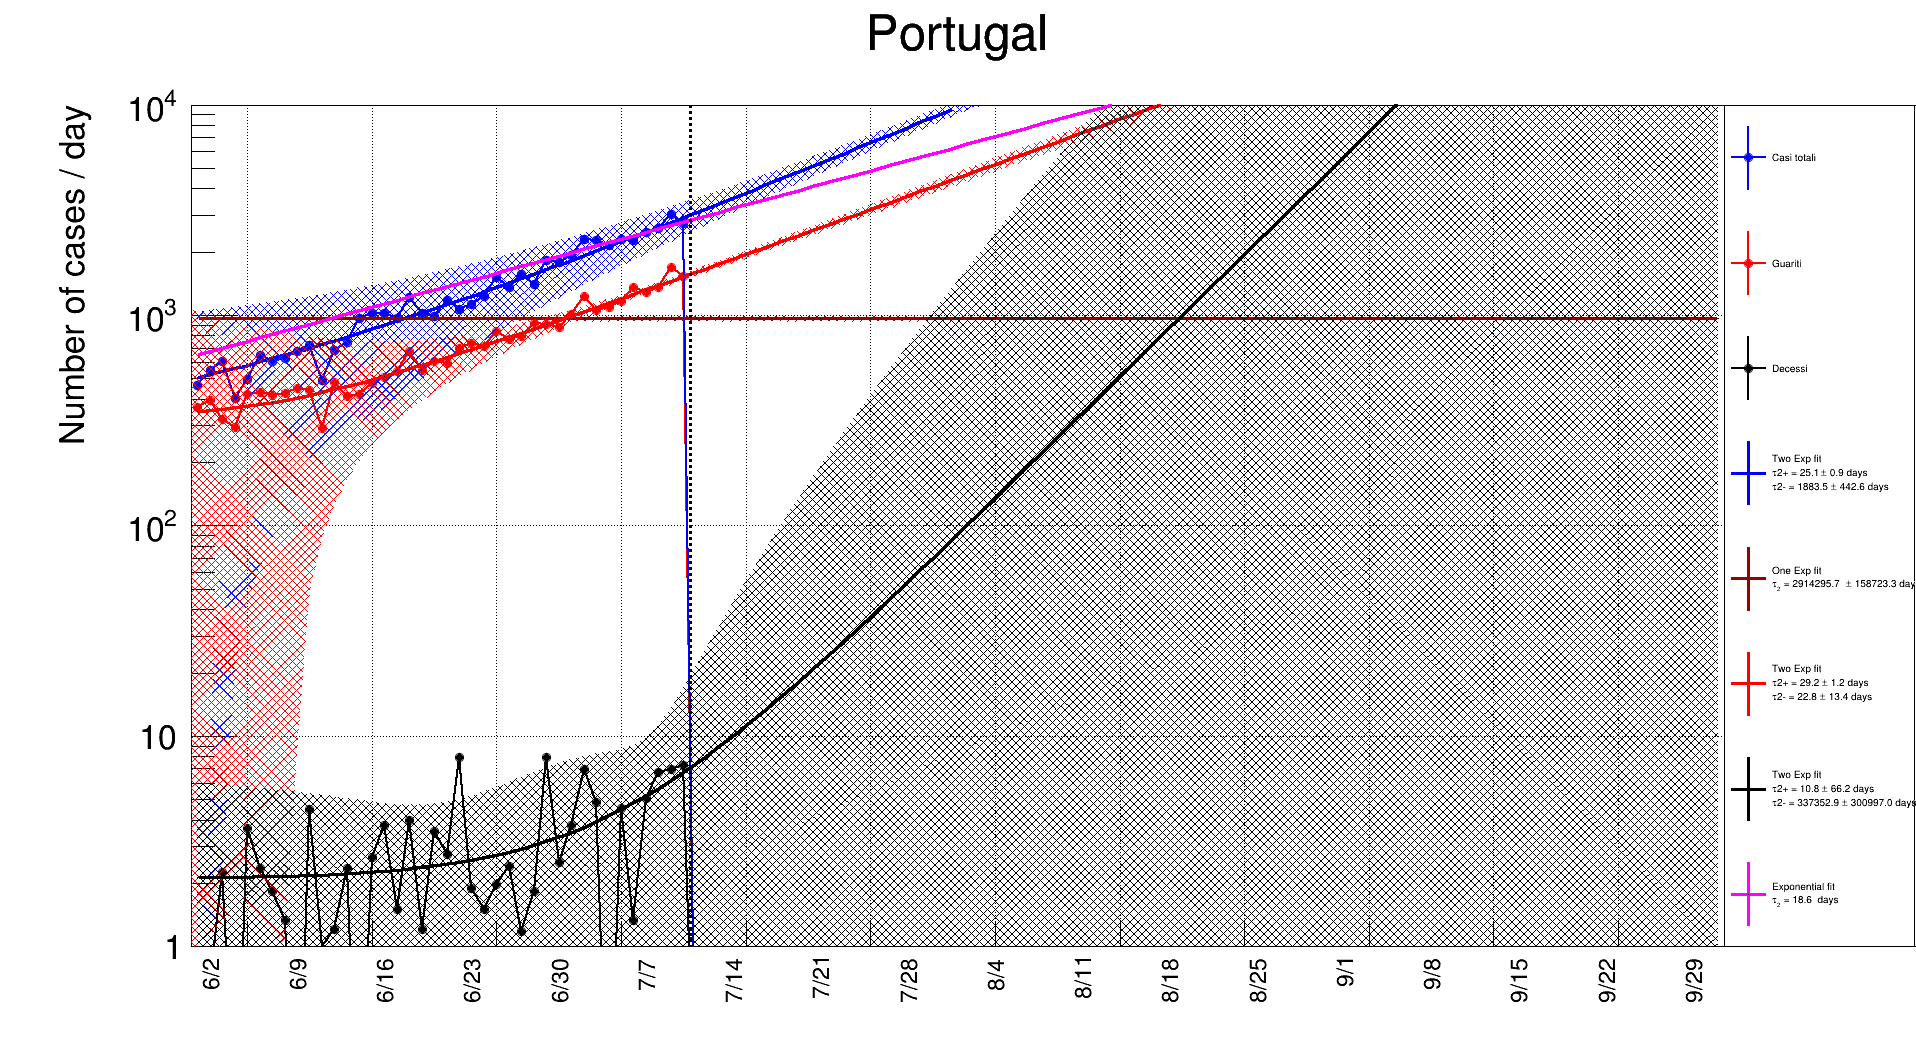 Portugal
Number of cases / day
10^4
10^3
10^2
10
1
6/2 6/9 6/16 6/23 6/30 7/7 7/14 7/21 7/28 8/4 8/11 8/18 8/25 9/1 9/8 9/15 9/22 9/29
Casi totali
Guariti
Decessi
Two Exp fit
τ2+ = 25.1 ± 0.9 days
τ2- = 1883.5 ± 442.6 days
One Exp fit
τ₂ = 2914295.7 ± 158723.3 day
Two Exp fit
τ2+ = 29.2 ± 1.2 days
τ2- = 22.8 ± 13.4 days
Two Exp fit
τ2+ = 10.8 ± 66.2 days
τ2- = 337352.9 ± 300997.0 days
Exponential fit
τ₂ = 18.6 days